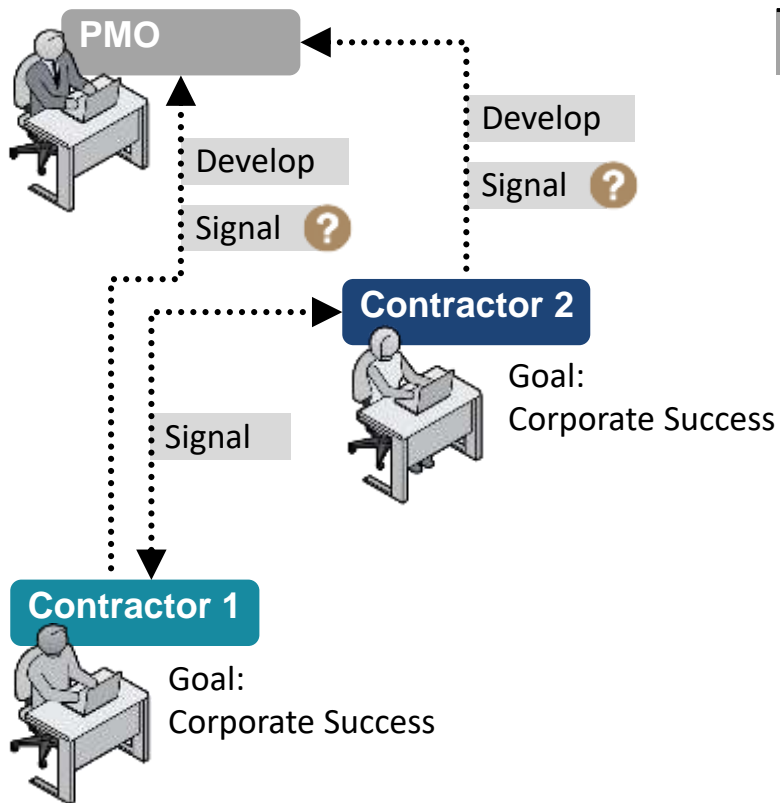 PMO
Develop
Signal ?
Develop
Signal ?
Contractor 2
Goal:
Corporate Success
Signal
Contractor 1
Goal:
Corporate Success